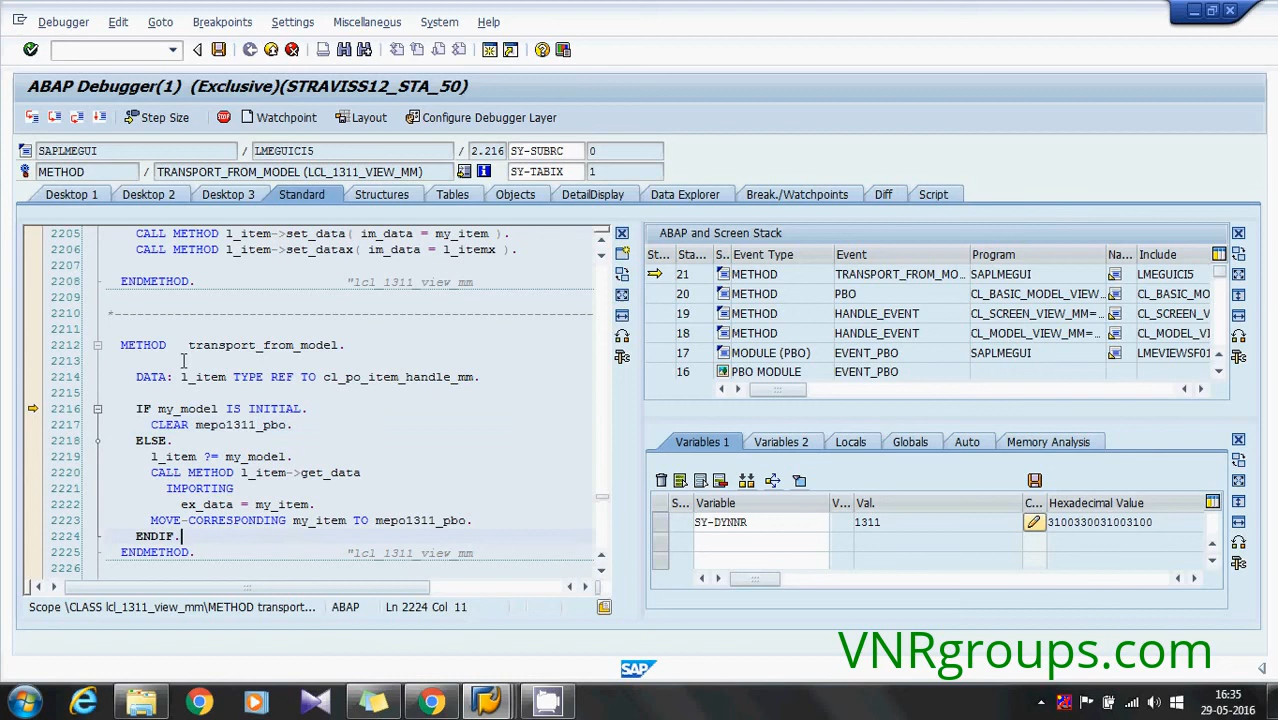 Debugger Edit Goto Breakpoints Settings Miscellaneous System Help
ABAP Debugger(1) (Exclusive)(STRAVISS12_STA_50)
Step Size Watchpoint Layout Configure Debugger Layer
SAPLMEGUI / LMEGUICI5 / 2.216 SY-SUBRC 0
METHOD / TRANSPORT_FROM_MODEL (LCL_1311_VIEW_MM) SY-TABIX 1
Desktop 1 Desktop 2 Desktop 3 Standard Structures Tables Objects DetailDisplay Data Explorer Break./Watchpoints Diff Script
2205 CALL METHOD l_item->set_data( im_data = my_item ).
2206 CALL METHOD l_item->set_datax( im_data = l_itemx ).
2207
2208 ENDMETHOD. "lcl_1311_view_mm
2209
2210 *----------------------------------------------------------------
2211
2212 METHOD transport_from_model.
2213
2214 DATA: l_item TYPE REF TO cl_po_item_handle_mm.
2215
2216 IF my_model IS INITIAL.
2217 CLEAR mepo1311_pbo.
2218 ELSE.
2219 l_item ?= my_model.
2220 CALL METHOD l_item->get_data
2221 IMPORTING
2222 ex_data = my_item.
2223 MOVE-CORRESPONDING my_item TO mepo1311_pbo.
2224 ENDIF.
2225 ENDMETHOD. "lcl_1311_view_mm
2226
Scope \CLASS lcl_1311_view_mm\METHOD transport... ABAP Ln 2224 Col 11
ABAP and Screen Stack
St... Sta... S.. Event Type Event Program Na... Include
21 METHOD TRANSPORT_FROM_MO... SAPLMEGUI LMEGUICI5
20 METHOD PBO CL_BASIC_MODEL_VIEW... CL_BASIC_MO
19 METHOD HANDLE_EVENT CL_SCREEN_VIEW_MM=... CL_SCREEN_V
18 METHOD HANDLE_EVENT CL_MODEL_VIEW_MM=... CL_MODEL_VI
17 MODULE (PBO) EVENT_PBO SAPLMEGUI LMEVIEWSF01
16 PBO MODULE EVENT_PBO
Variables 1 Variables 2 Locals Globals Auto Memory Analysis
S... Variable V... Val. C... Hexadecimal Value
SY-DYNNR 1311 3100330031003100
VNRgroups.com
SAP
16:35
29-05-2016